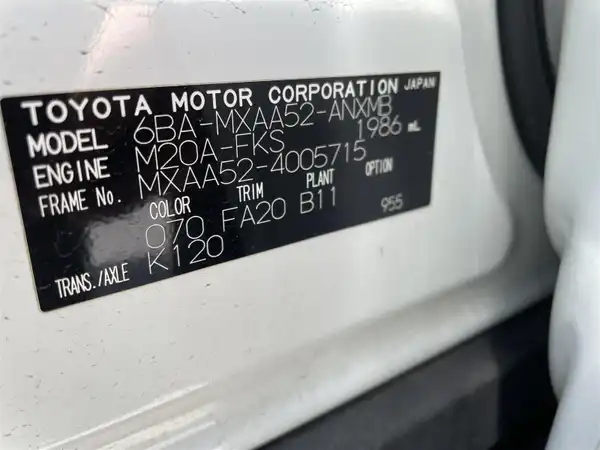 TOYOTA MOTOR CORPORATION JAPAN
MODEL 6BA-MXAA52-ANXMB
ENGINE M20A-FKS 1986 mL
FRAME No. MXAA52-4005715
COLOR TRIM PLANT OPTION
070 FA20 B11 955
TRANS./AXLE K120